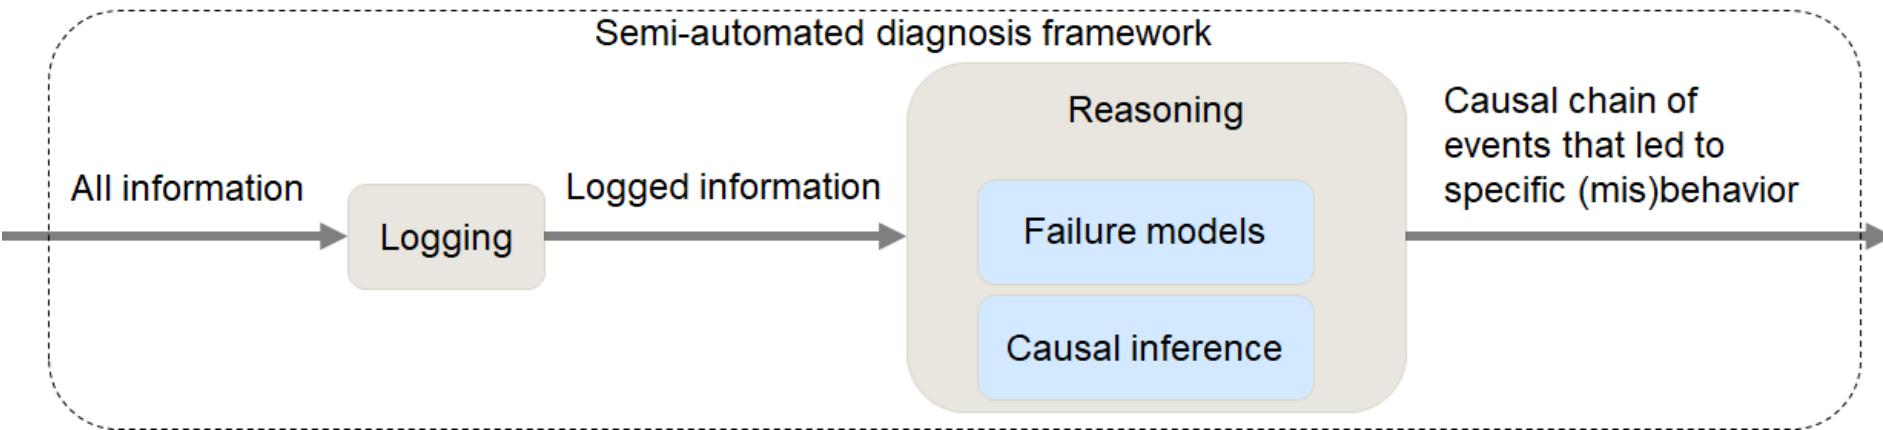 Semi-automated diagnosis framework
All information
Logging
Logged information
Reasoning
Failure models
Causal inference
Causal chain of
events that led to
specific (mis)behavior